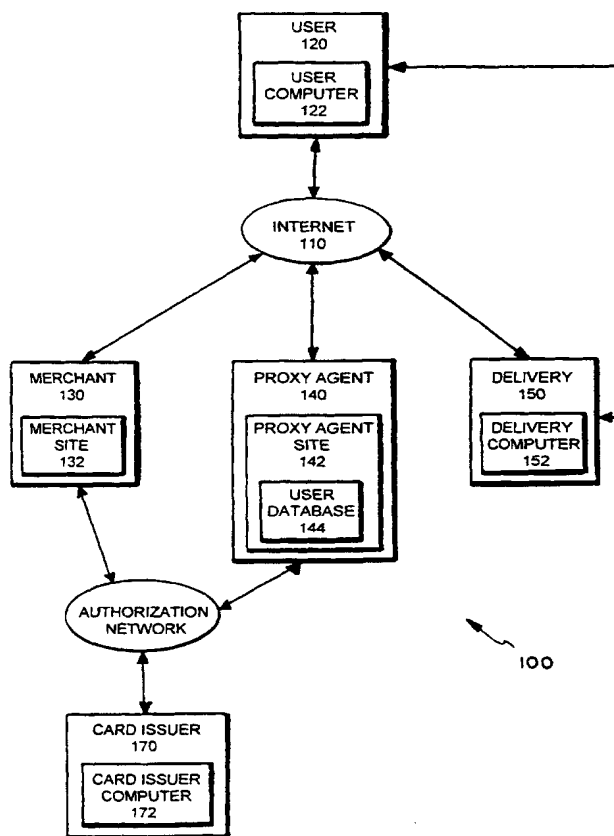 USER
120
USER
COMPUTER
122
INTERNET
110
MERCHANT
130
MERCHANT
SITE
132
PROXY AGENT
140
PROXY AGENT
SITE
142
USER
DATABASE
144
DELIVERY
150
DELIVERY
COMPUTER
152
AUTHORIZATION
NETWORK
100
CARD ISSUER
170
CARD ISSUER
COMPUTER
172